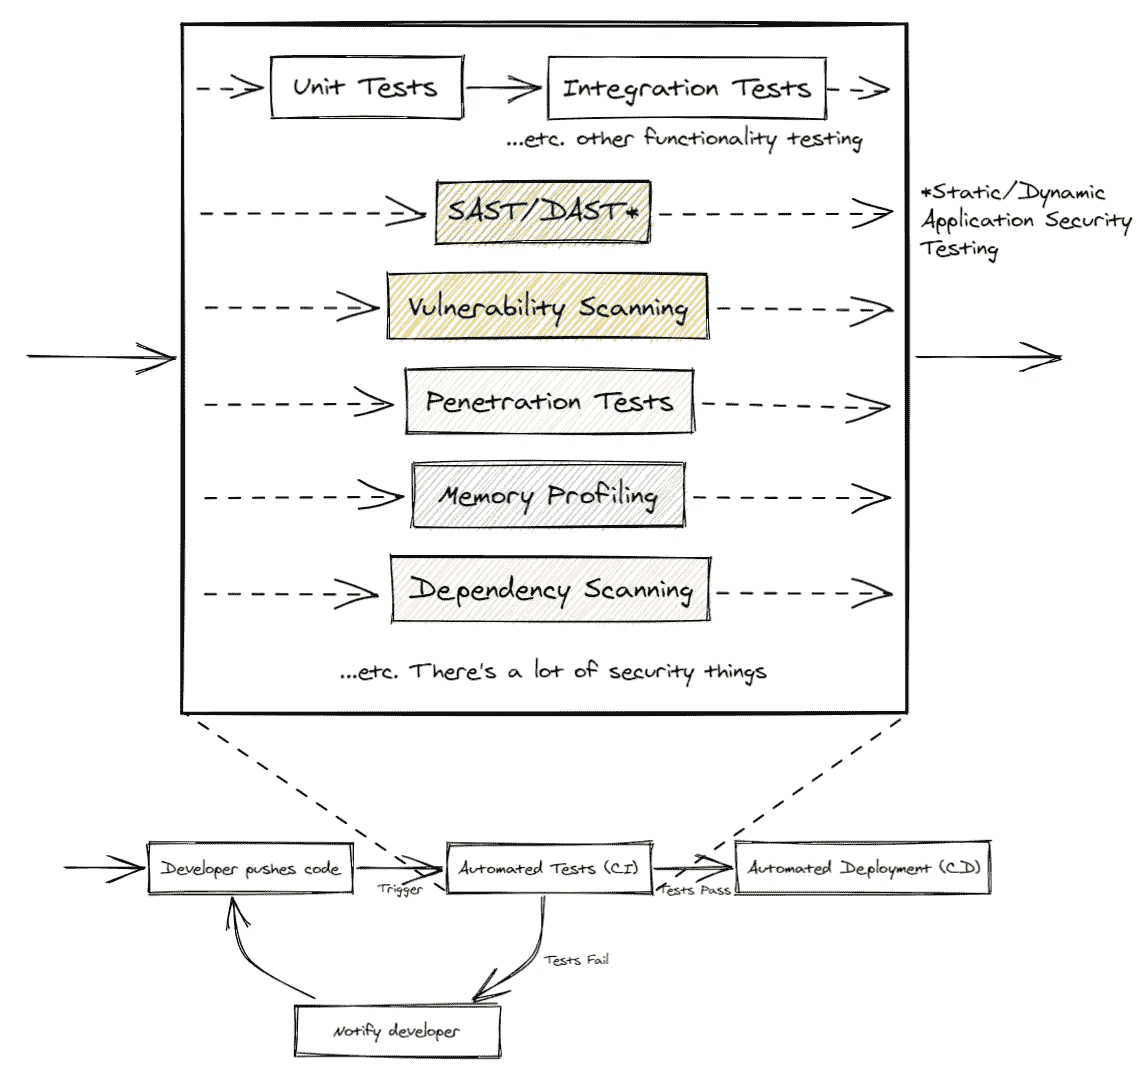 Unit Tests
Integration Tests
...etc. other functionality testing
SAST/DAST*
*Static/Dynamic
Application Security
Testing
Vulnerability Scanning
Penetration Tests
Memory Profiling
Dependency Scanning
...etc. There's a lot of security things
Developer pushes code
Trigger
Automated Tests (CI)
Tests Pass
Automated Deployment (CD)
Tests Fail
Notify developer